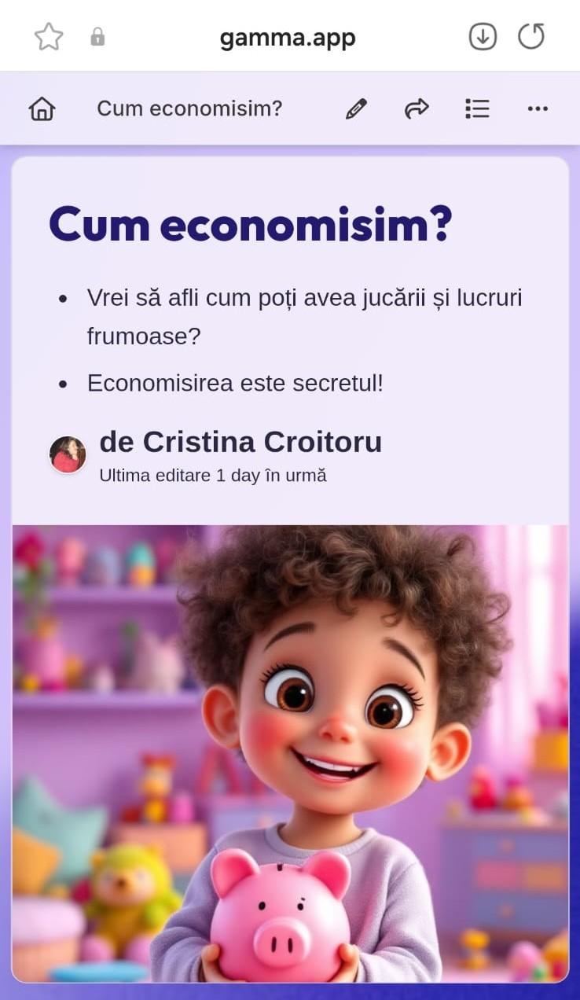 gamma.app
Cum economisim?
Cum economisim?
• Vrei să afli cum poți avea jucării și lucruri
frumoase?
• Economisirea este secretul!
de Cristina Croitoru
Ultima editare 1 day în urmă